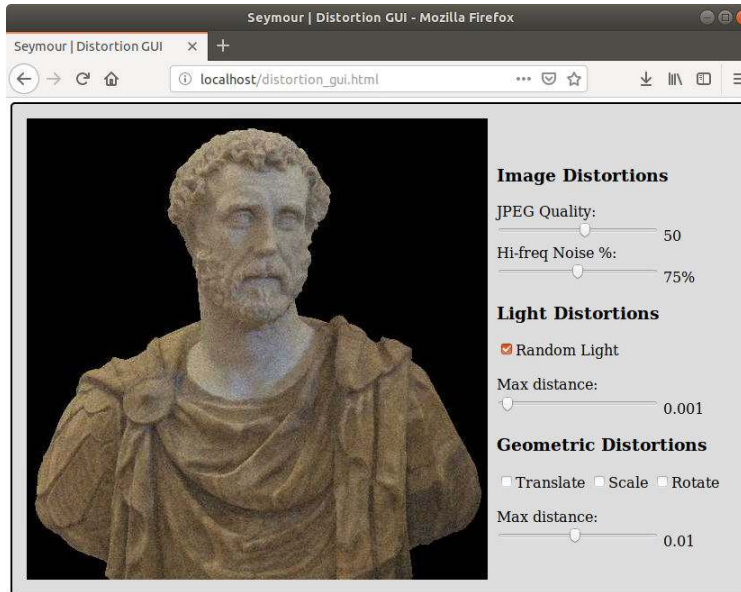 Seymour | Distortion GUI - Mozilla Firefox
Seymour | Distortion GUI
localhost/distortion_gui.html
Image Distortions
JPEG Quality:
50
Hi-freq Noise %:
75%
Light Distortions
Random Light
Max distance:
0.001
Geometric Distortions
Translate Scale Rotate
Max distance:
0.01